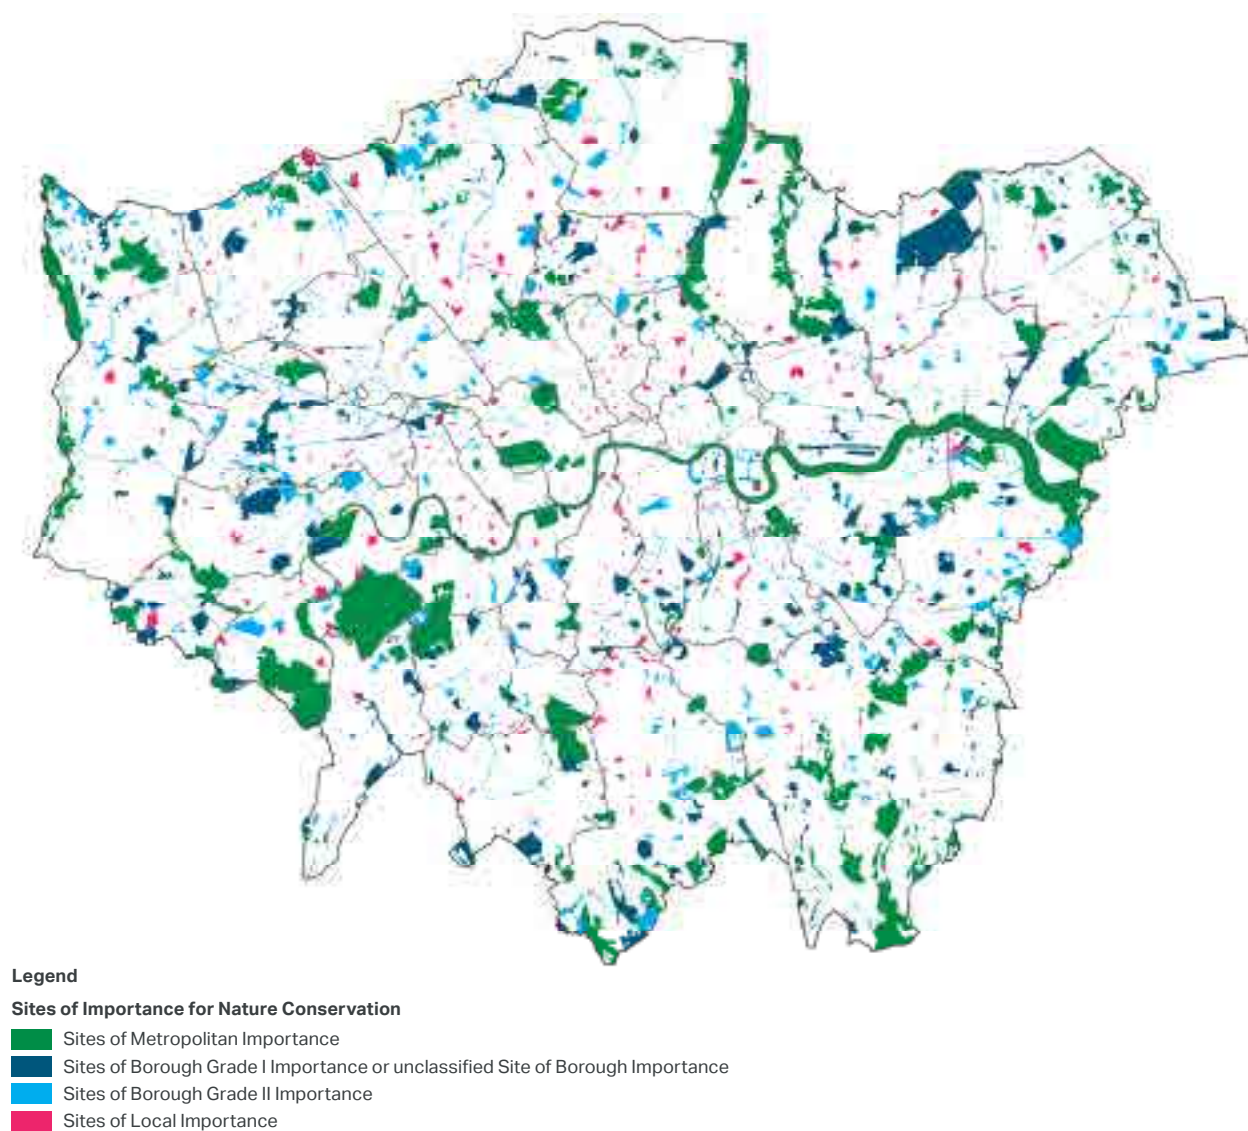 Legend
Sites of Importance for Nature Conservation
Sites of Metropolitan Importance
Sites of Borough Grade I Importance or unclassified Site of Borough Importance
Sites of Borough Grade II Importance
Sites of Local Importance